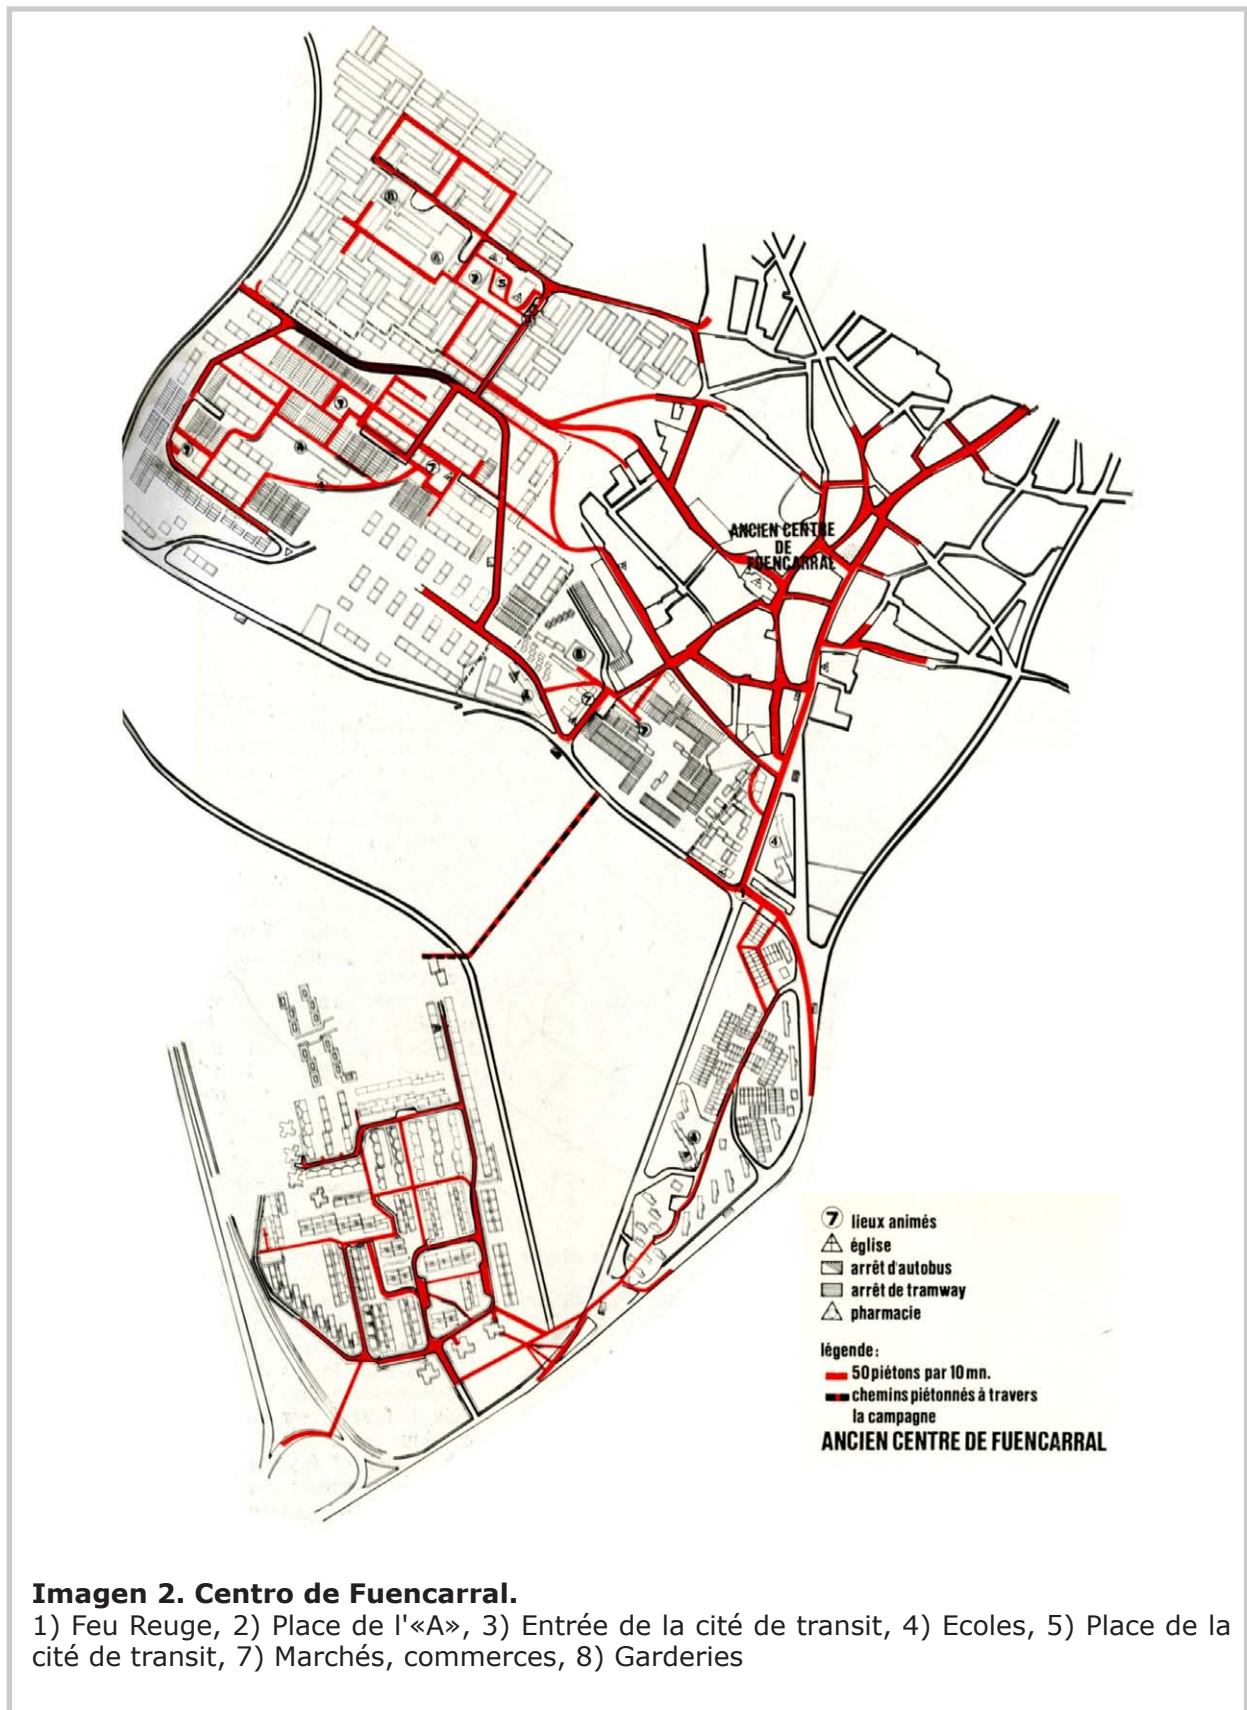 ANCIEN CENTRE
DE
FUENCARRAL
7 lieux animés
église
arrêt d'autobus
arrêt de tramway
pharmacie
légende:
50 piétons par 10 mn.
chemins piétonnés à travers
la campagne
ANCIEN CENTRE DE FUENCARRAL
Imagen 2. Centro de Fuencarral.
1) Feu Reuge, 2) Place de l'«A», 3) Entrée de la cité de transit, 4) Ecoles, 5) Place de la
cité de transit, 7) Marchés, commerces, 8) Garderies